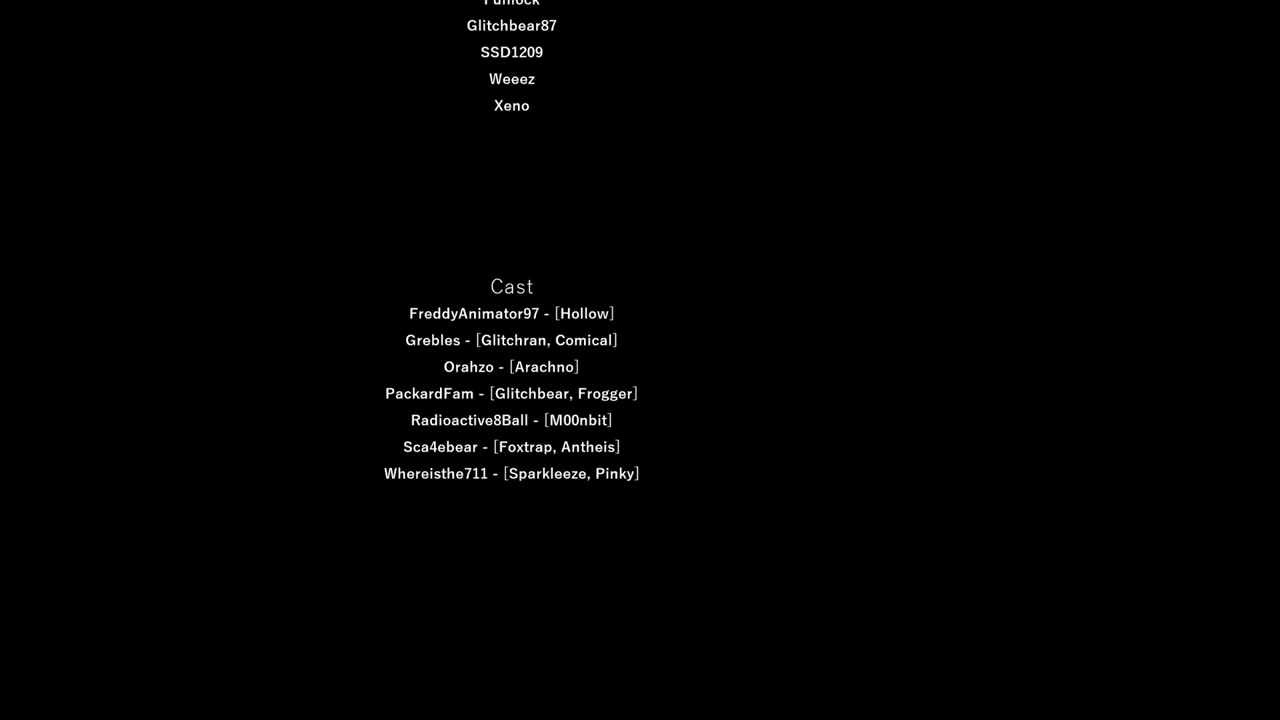 Glitchbear87
SSD1209
Weeez
Xeno
Cast
FreddyAnimator97 - [Hollow]
Grebles - [Glitchran, Comical]
Orahzo - [Arachno]
PackardFam - [Glitchbear, Frogger]
Radioactive8Ball - [M00nbit]
Sca4ebear - [Foxtrap, Antheis]
Whereisthe711 - [Sparkleeze, Pinky]